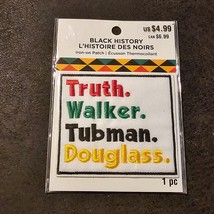 US $4.99
CAN $6.99
BLACK HISTORY
L'HISTOIRE DES NOIRS
Iron-on Patch | Écusson Thermocollant
Truth.
Walker.
Tubman.
Douglass.
1 pc